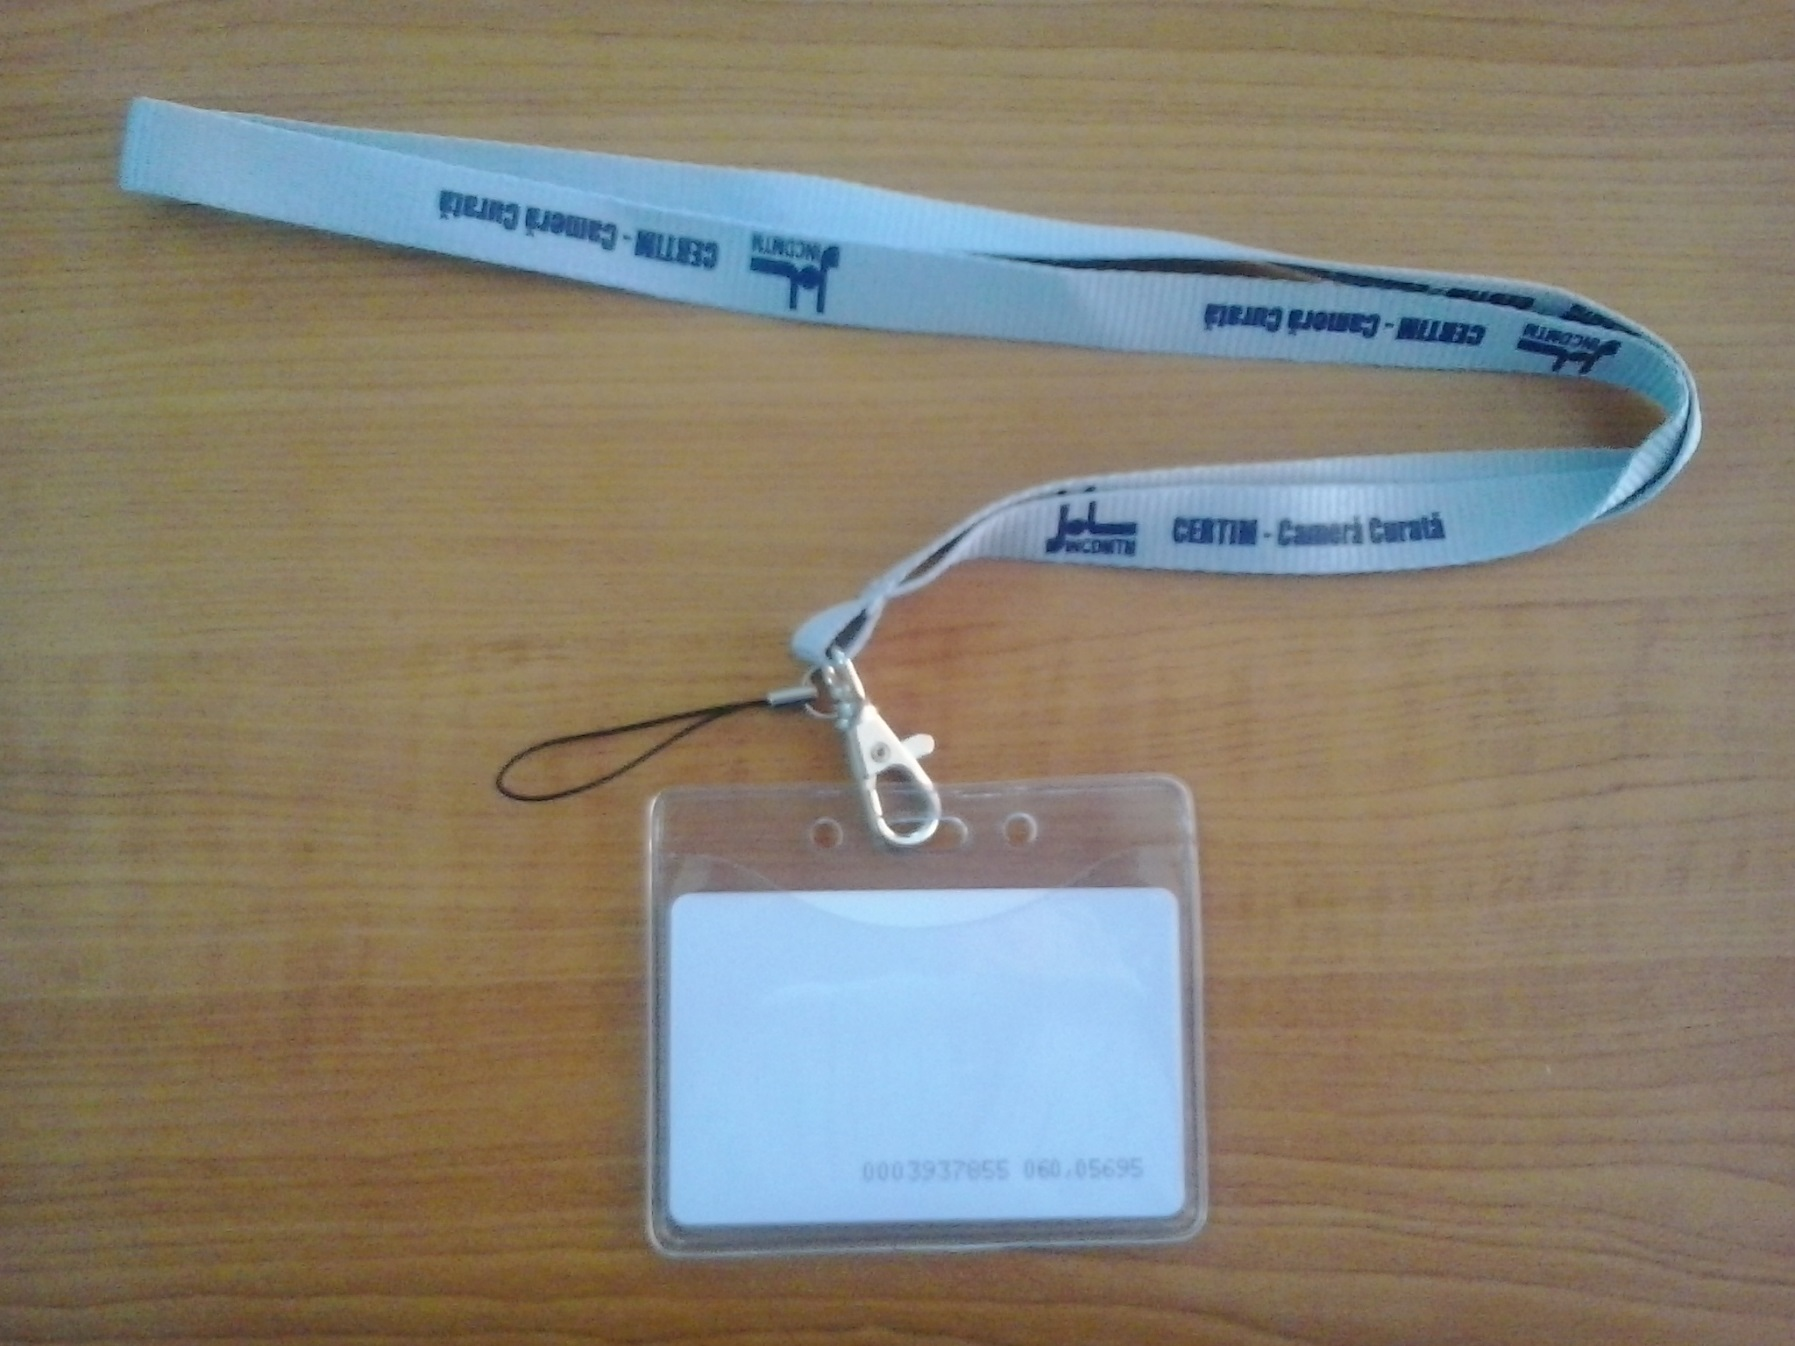 CERTIM - Cameră Curată
INCDMTM
CERTIM - Cameră Curată
INCDMTM
INCDMTM
CERTIM - Cameră Curată
0003937855 060,05695